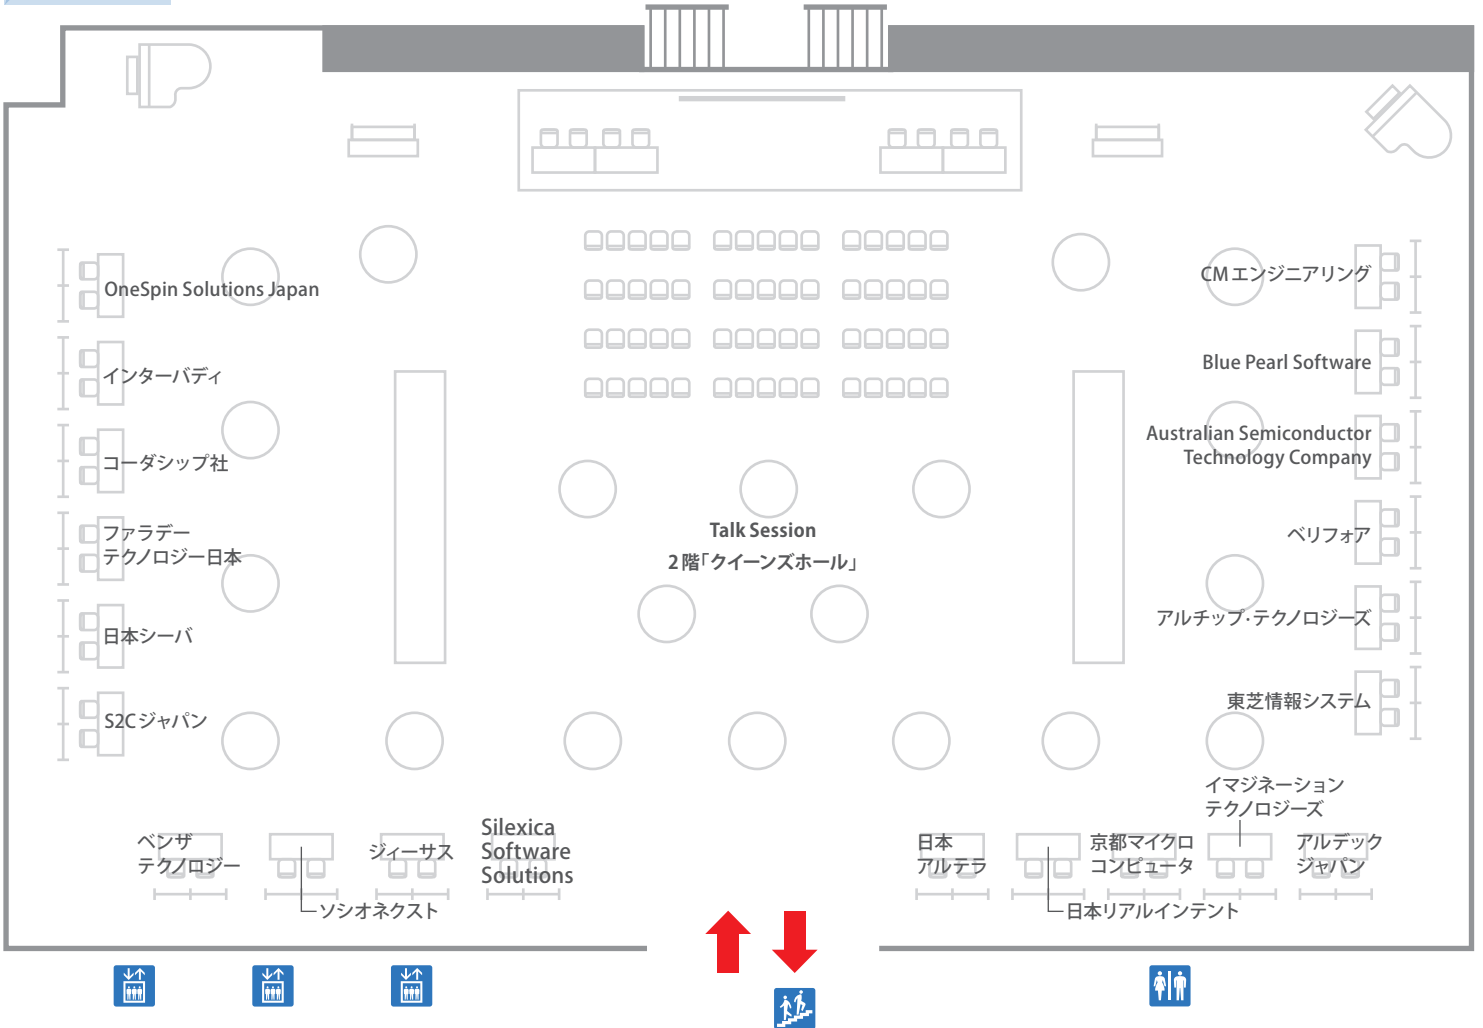 OneSpin Solutions Japan
インターバディ
コーダシップ社
ファラデー
テクノロジー日本
日本シーバ
S2Cジャパン
Talk Session
2階「クイーンズホール」
CMエンジニアリング
Blue Pearl Software
Australian Semiconductor
Technology Company
ベリフォア
アルチップ・テクノロジーズ
東芝情報システム
ベンザ
テクノロジー
ソシオネクスト
ジィーサス
Silexica
Software
Solutions
日本
アルテラ
日本リアルインテント
京都マイクロ
コンピュータ
イマジネーション
テクノロジーズ
アルデック
ジャパン